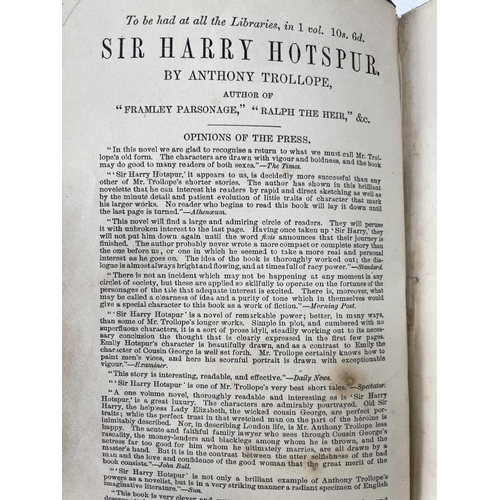 To be had at all the Libraries, in 1 vol. 10s. 6d.
SIR HARRY HOTSPUR.
BY ANTHONY TROLLOPE,
AUTHOR OF
"FRAMLEY PARSONAGE," "RALPH THE HEIR," &c.
OPINIONS OF THE PRESS.
"In this novel we are glad to recognise a return to what we must call Mr. Trol-
lope's old form. The characters are drawn with vigour and boldness, and the book
may do good to many readers of both sexes."—The Times.
"'Sir Harry Hotspur,' it appears to us, is decidedly more successful than any
other of Mr. Trollope's shorter stories. The author has shown in this brilliant
novelette that he can interest his readers by rapid and direct sketching as well as
by the minute detail and patient evolution of little traits of character that mark
his larger works. No reader who begins to read this book will lay it down until
the last page is turned."—Athenæum.
"This novel will find a large and admiring circle of readers. They will peruse
it with unbroken interest to the last page. Having once taken up 'Sir Harry,' they
will not put him down again until the word finis announces that their journey is
finished. The author probably never wrote a more compact or complete story than
the one before us, or one in which he seemed to take a more real and personal
interest as he goes on. The idea of the book is thoroughly worked out; the dia-
logue is almost always bright and flowing, and at times full of racy power."—Standard.
"There is not an incident which may not be happening at any moment in any
circlet of society, but these are applied so skilfully to operate on the fortunes of the
personages of the tale that adequate interest is excited. There is, moreover, what
may be called a clearness of idea and a purity of tone which in themselves would
give a special character to this book as a work of fiction."—Morning Post.
"'Sir Harry Hotspur' is a novel of remarkable power; better, in many ways,
than some of Mr. Trollope's longer works. Simple in plot, and cumbered with no
superfluous characters, it is a sort of prose idyll, steadily working out to its neces-
sary conclusion the thought that is clearly expressed in the first few pages.
Emily Hotspur's character is beautifully drawn, and as a contrast to Emily the
character of Cousin George is well set forth. Mr. Trollope certainly knows how to
paint men's vices, and here his scornful portrait is drawn with exceptionable
vigour."—Examiner.
"This story is interesting, readable, and effective."—Daily News.
"'Sir Harry Hotspur' is one of Mr. Trollope's very best short tales."—Spectator.
"A one volume novel, thoroughly readable and interesting as is 'Sir Harry
Hotspur,' is a great luxury. The characters are admirably pourtrayed. Old Sir
Harry, the helpless Lady Elizabeth, the wicked cousin George, are perfect por-
traits; while the perfect trust in what wretched man on the part of the heroine is
inimitably described. Nor, in describing London life, is Mr. Anthony Trollope less
happy. The acute and faithful family lawyer who sees through Cousin George's
rascality, the money-lenders and blacklegs among whom he is thrown, and the
actress far too good for him whom he ultimately marries, are all drawn by a
master's hand. But it is in the contrast between the utter selfishness of the bad
man and the love and confidence of the good woman that the great merit of the
book consists."—John Bull.
"'Sir Harry Hotspur' is not only a brilliant example of Anthony Trollope's
powers as a novelist, but is in a very striking manner a radiant specimen of English
imaginative literature."—Sun.
"This book is very clever and